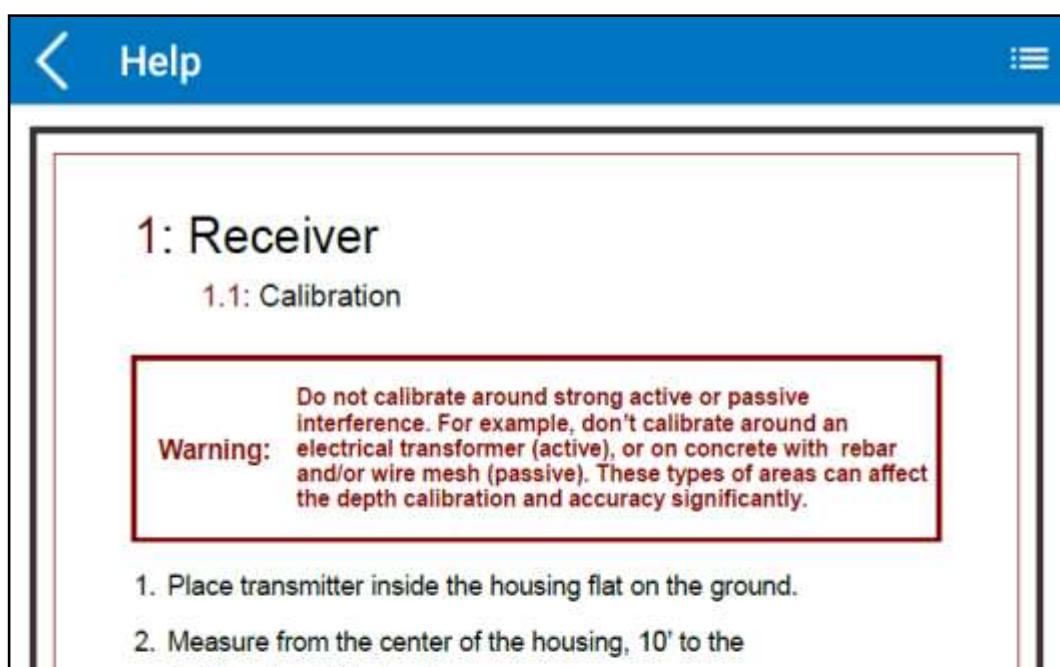 Help
1: Receiver
1.1: Calibration
Do not calibrate around strong active or passive
interference. For example, don't calibrate around an
Warning: electrical transformer (active), or on concrete with rebar
and/or wire mesh (passive). These types of areas can affect
the depth calibration and accuracy significantly.
1. Place transmitter inside the housing flat on the ground.
2. Measure from the center of the housing, 10' to the